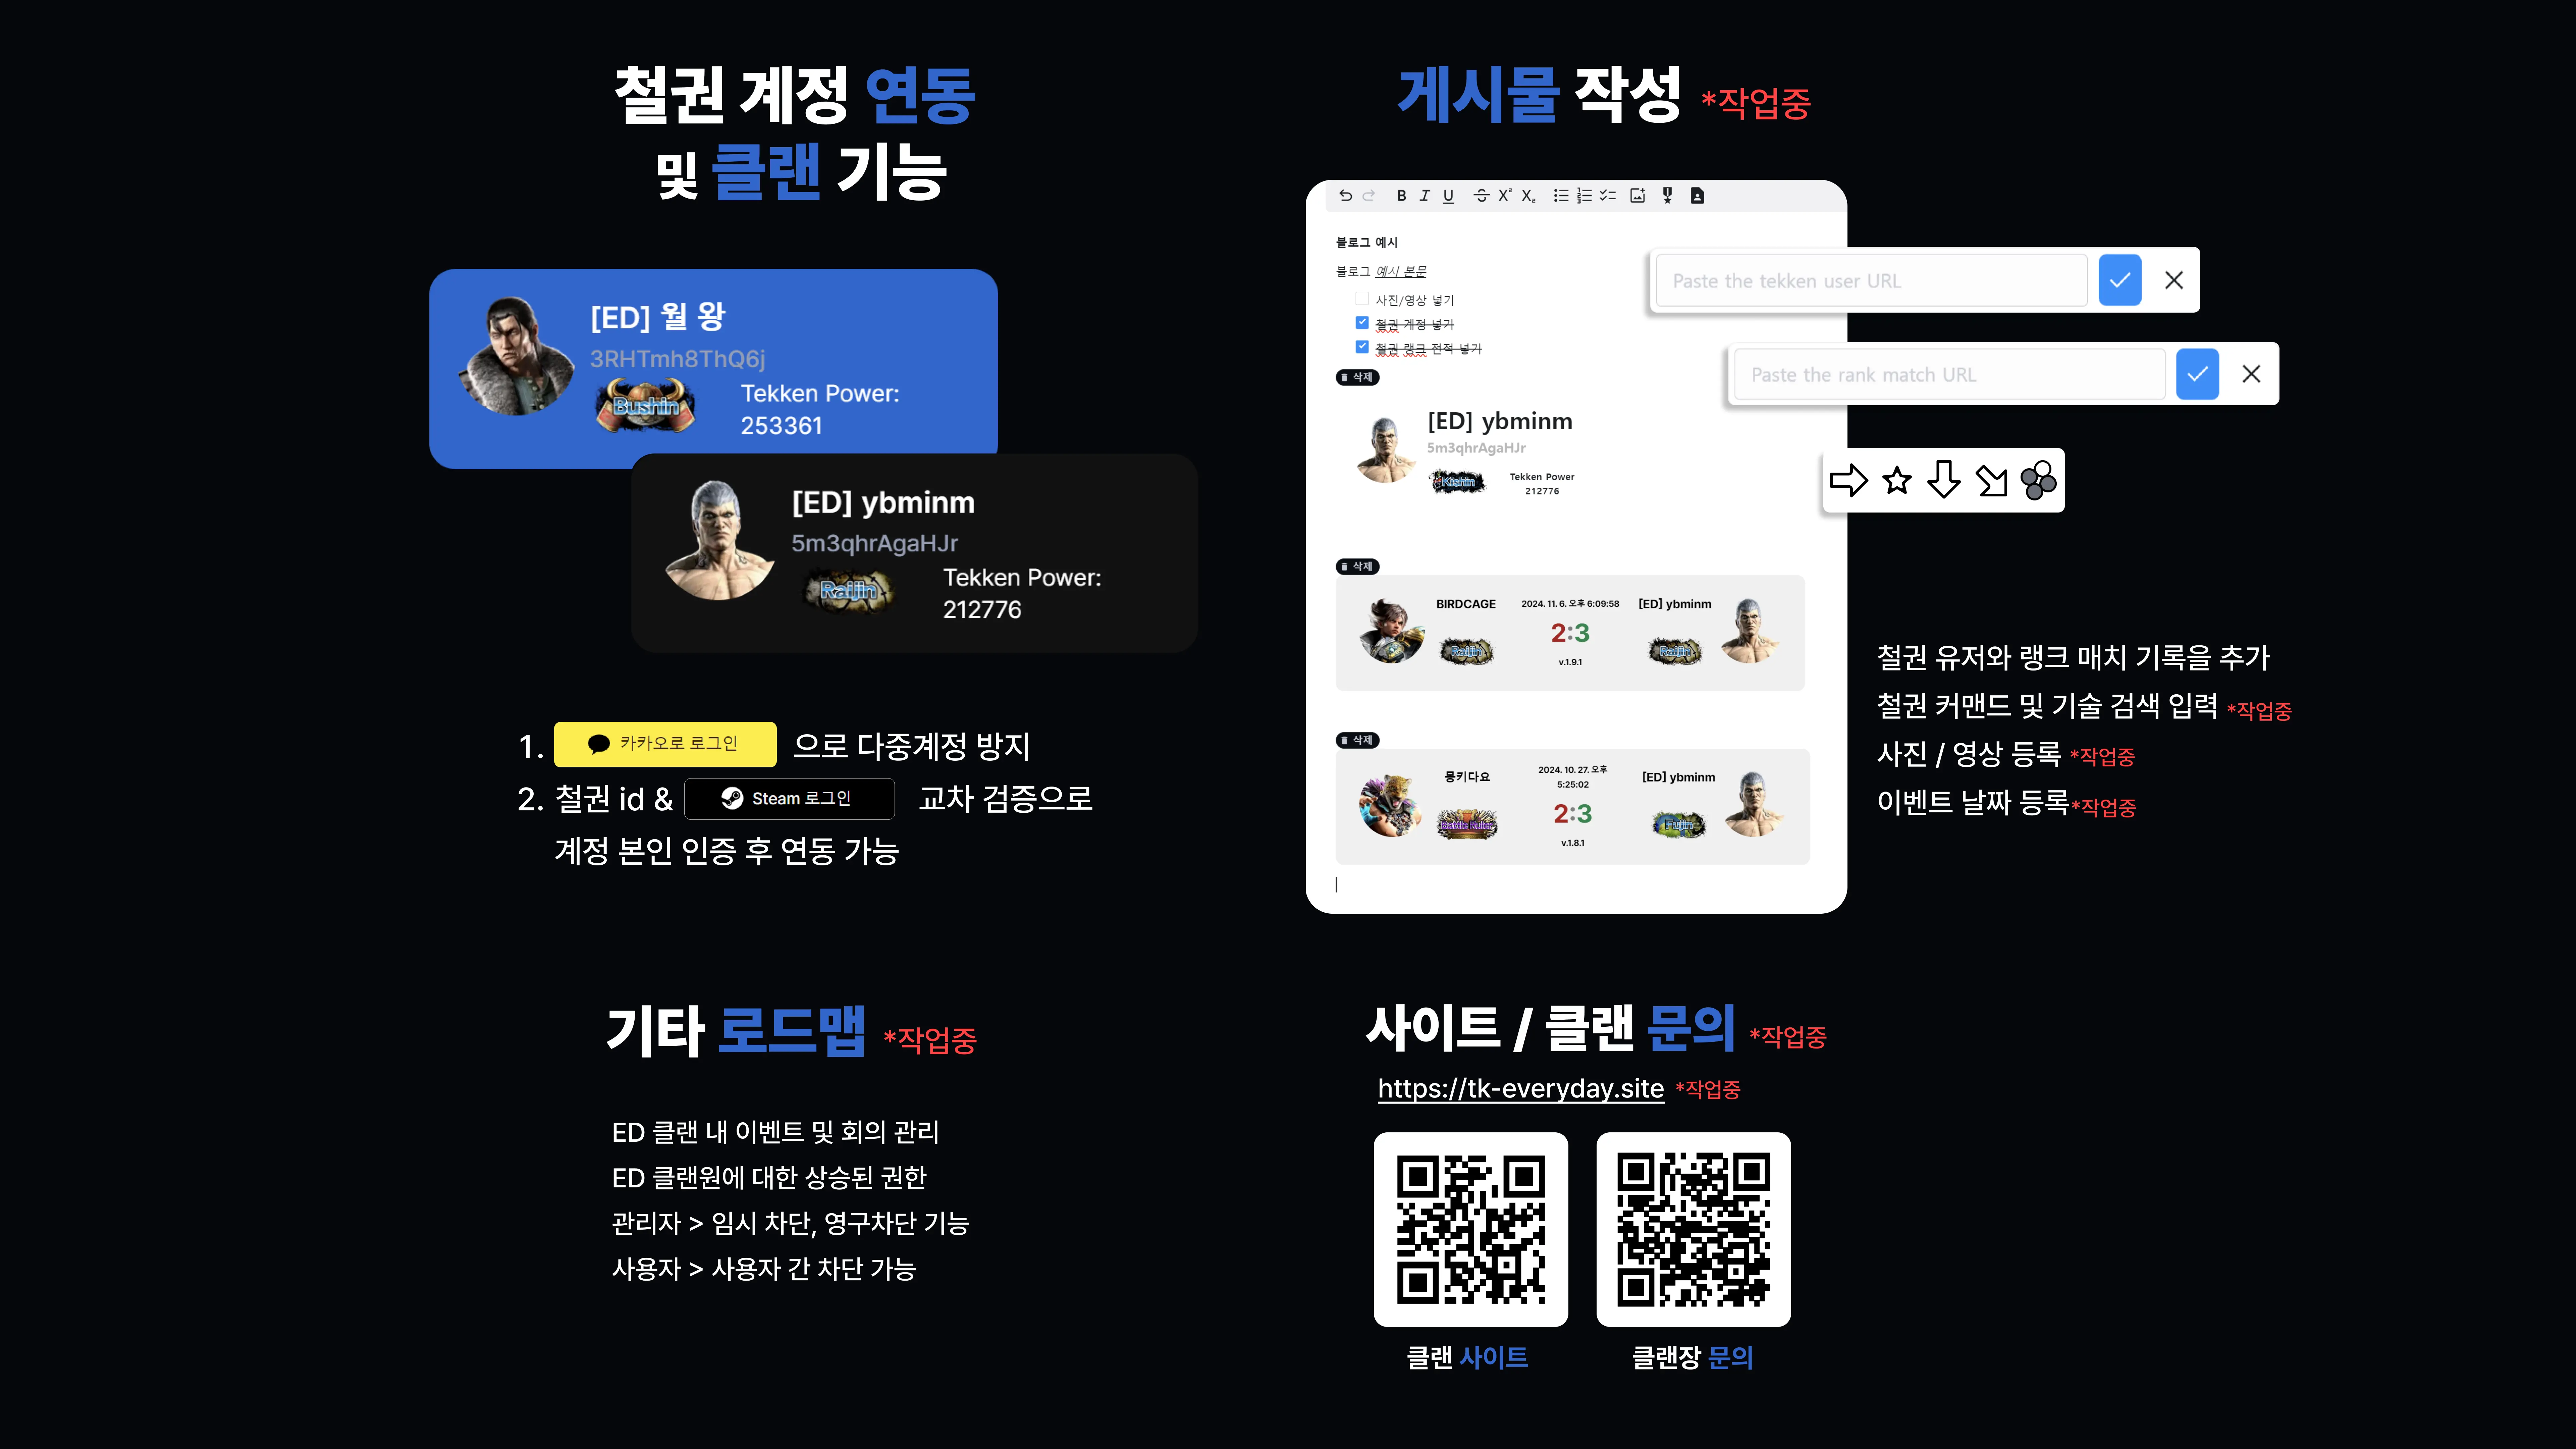 철권 계정 연동
및 클랜 기능
[ED] 월 왕
3RHTmh8ThQ6j
Bushin
Tekken Power:
253361
[ED] ybminm
5m3qhrAgaHJr
Raijin
Tekken Power:
212776
1. 카카오로 로그인 으로 다중계정 방지
2. 철권 id & Steam 로그인 교차 검증으로
계정 본인 인증 후 연동 가능
게시물 작성 *작업중
B I U S X² X₂
블로그 예시
블로그 예시 본문
사진/영상 넣기
철권 계정 넣기
철권 랭크 전적 넣기
삭제
[ED] ybminm
5m3qhrAgaHJr
Kishin
Tekken Power
212776
Paste the tekken user URL
Paste the rank match URL
삭제
BIRDCAGE
2024. 11. 6. 오후 6:09:58
[ED] ybminm
Raijin
2:3
Raijin
v.1.9.1
삭제
몽키다요
2024. 10. 27. 오후
5:25:02
[ED] ybminm
Battle Ruler
2:3
Fujin
v.1.8.1
철권 유저와 랭크 매치 기록을 추가
철권 커맨드 및 기술 검색 입력 *작업중
사진 / 영상 등록 *작업중
이벤트 날짜 등록*작업중
기타 로드맵 *작업중
ED 클랜 내 이벤트 및 회의 관리
ED 클랜원에 대한 상승된 권한
관리자 > 임시 차단, 영구차단 기능
사용자 > 사용자 간 차단 가능
사이트 / 클랜 문의 *작업중
https://tk-everyday.site *작업중
클랜 사이트
클랜장 문의